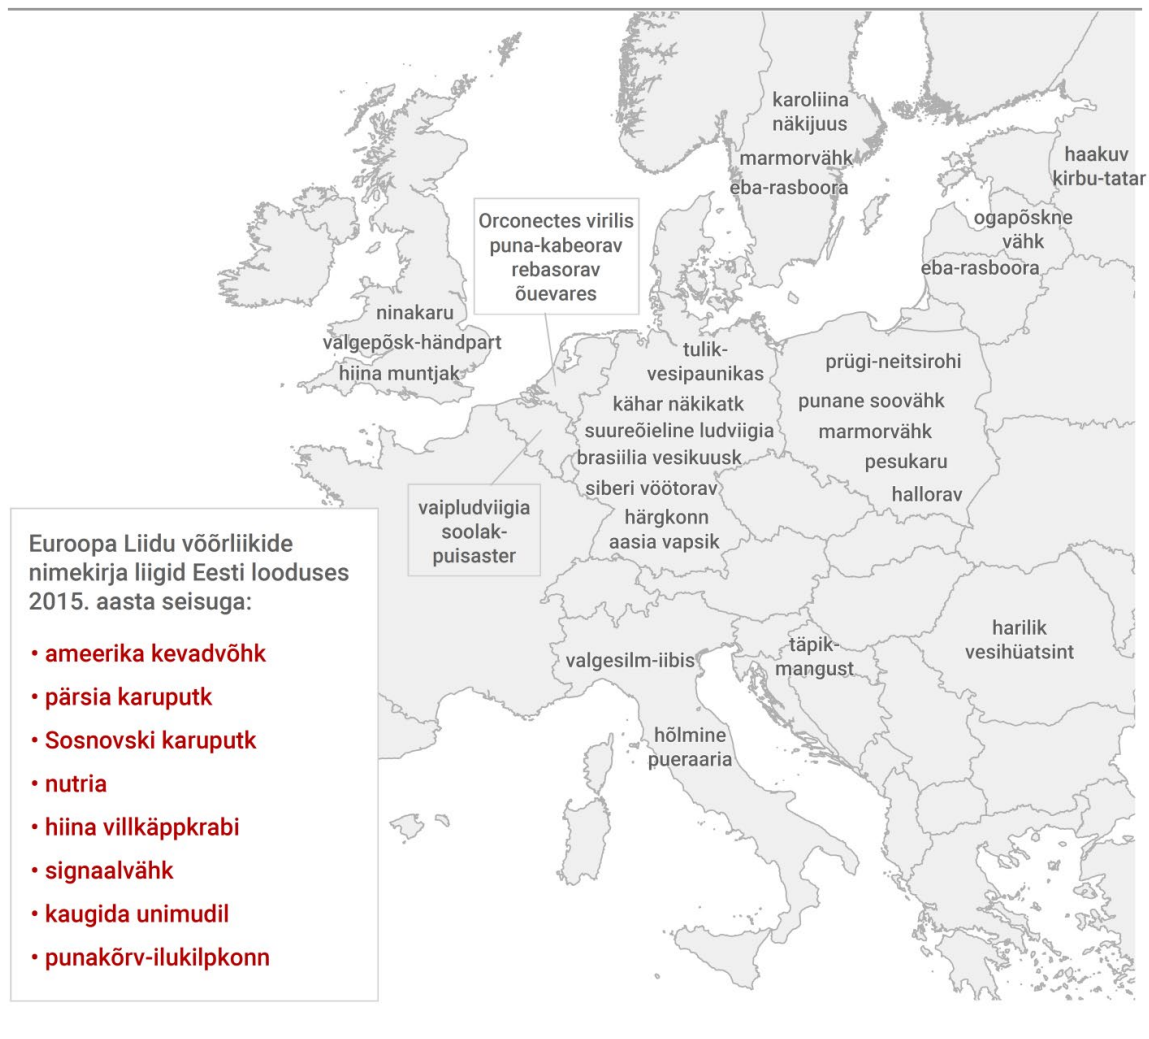 karoliina
näkijuus
marmorvähk
eba-rasboora
haakuv
kirbu-tatar
ogapõskne
vähk
eba-rasboora
Orconectes virilis
puna-kabeorav
rebasorav
õuevares
ninakaru
valgepõsk-händpart
hiina muntjak
tulik-
vesipaunikas
kähar näkikatk
suureõieline ludviigia
brasiilia vesikuusk
siberi vöötorav
härgkonn
aasia vapsik
prügi-neitsirohi
punane soovähk
marmorvähk
pesukaru
hallorav
vaipludviigia
soolak-
puisaster
Euroopa Liidu võõrliikide
nimekirja liigid Eesti looduses
2015. aasta seisuga:
• ameerika kevadvõhk
• pärsia karuputk
• Sosnovski karuputk
• nutria
• hiina villkäppkrabi
• signaalvähk
• kaugida unimudil
• punakõrv-ilukilpkonn
valgesilm-iibis
täpik-
mangust
harilik
vesihüatsint
hõlmine
pueraaria